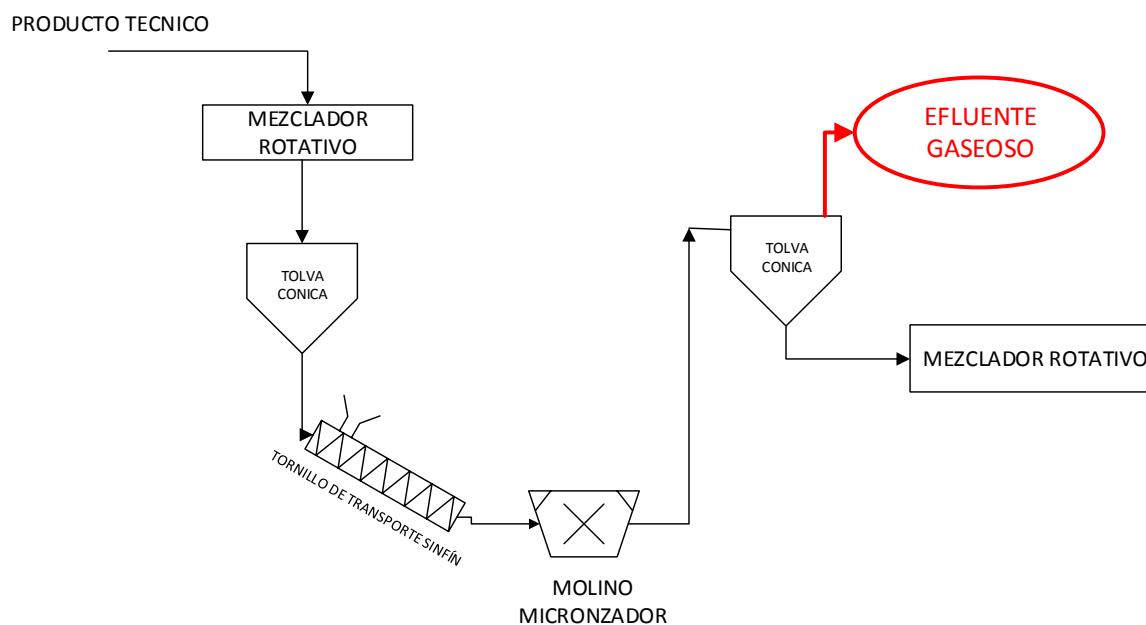 PRODUCTO TECNICO
MEZCLADOR
ROTATIVO
EFLUENTE
GASEOSO
TOLVA
CONICA
TOLVA
CONICA
MEZCLADOR ROTATIVO
TORNILLO DE TRANSPORTE SINFÍN
MOLINO
MICRONZADOR